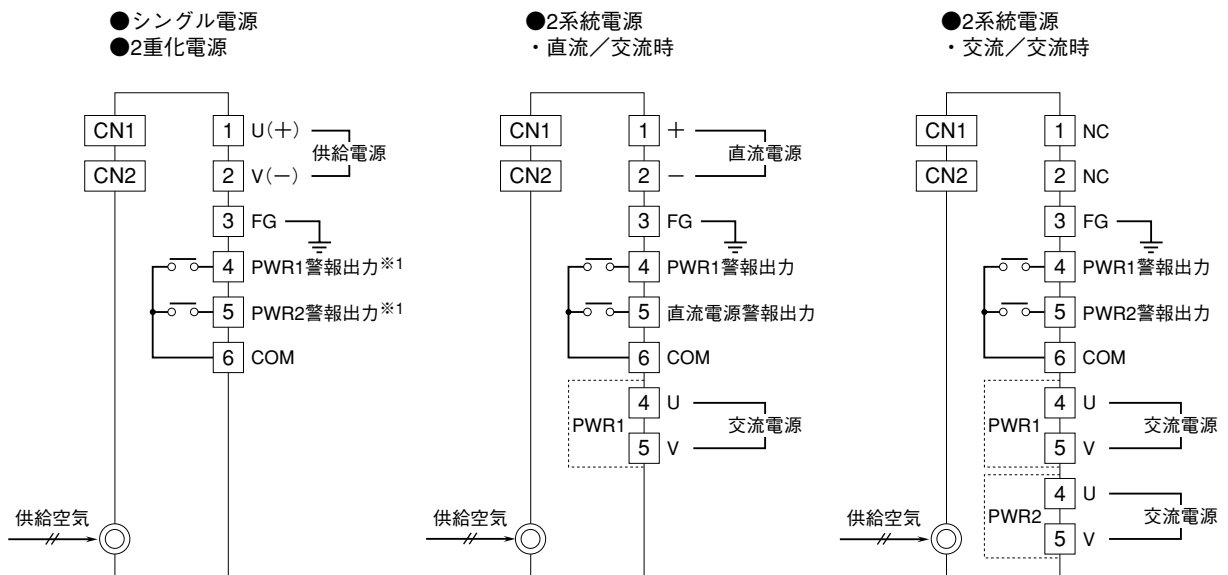 ●シングル電源
●2重化電源
CN1
CN2
1 U(+)
供給電源
2 V(−)
3 FG
4 PWR1警報出力※1
5 PWR2警報出力※1
6 COM
供給空気
●2系統電源
・直流／交流時
CN1
CN2
1 +
直流電源
2 −
3 FG
4 PWR1警報出力
5 直流電源警報出力
6 COM
PWR1
4 U
交流電源
5 V
供給空気
●2系統電源
・交流／交流時
CN1
CN2
1 NC
2 NC
3 FG
4 PWR1警報出力
5 PWR2警報出力
6 COM
PWR1
4 U
交流電源
5 V
PWR2
4 U
交流電源
5 V
供給空気